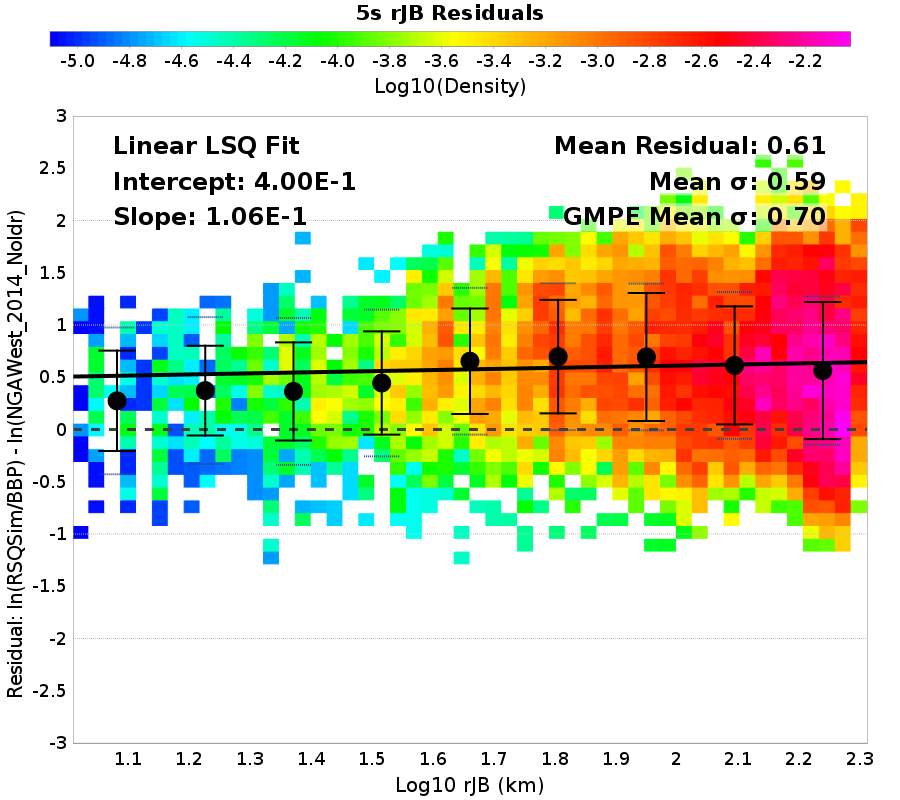 5s rJB Residuals
-5.0 -4.8 -4.6 -4.4 -4.2 -4.0 -3.8 -3.6 -3.4 -3.2 -3.0 -2.8 -2.6 -2.4 -2.2
Log10(Density)
Linear LSQ Fit
Intercept: 4.00E-1
Slope: 1.06E-1
Mean Residual: 0.61
Mean σ: 0.59
GMPE Mean σ: 0.70
Residual: ln(RSQSim/BBP) - ln(NGAWest_2014_NoIdr)
3
2.5
2
1.5
1
0.5
0
-0.5
-1
-1.5
-2
-2.5
-3
1.1 1.2 1.3 1.4 1.5 1.6 1.7 1.8 1.9 2 2.1 2.2 2.3
Log10 rJB (km)